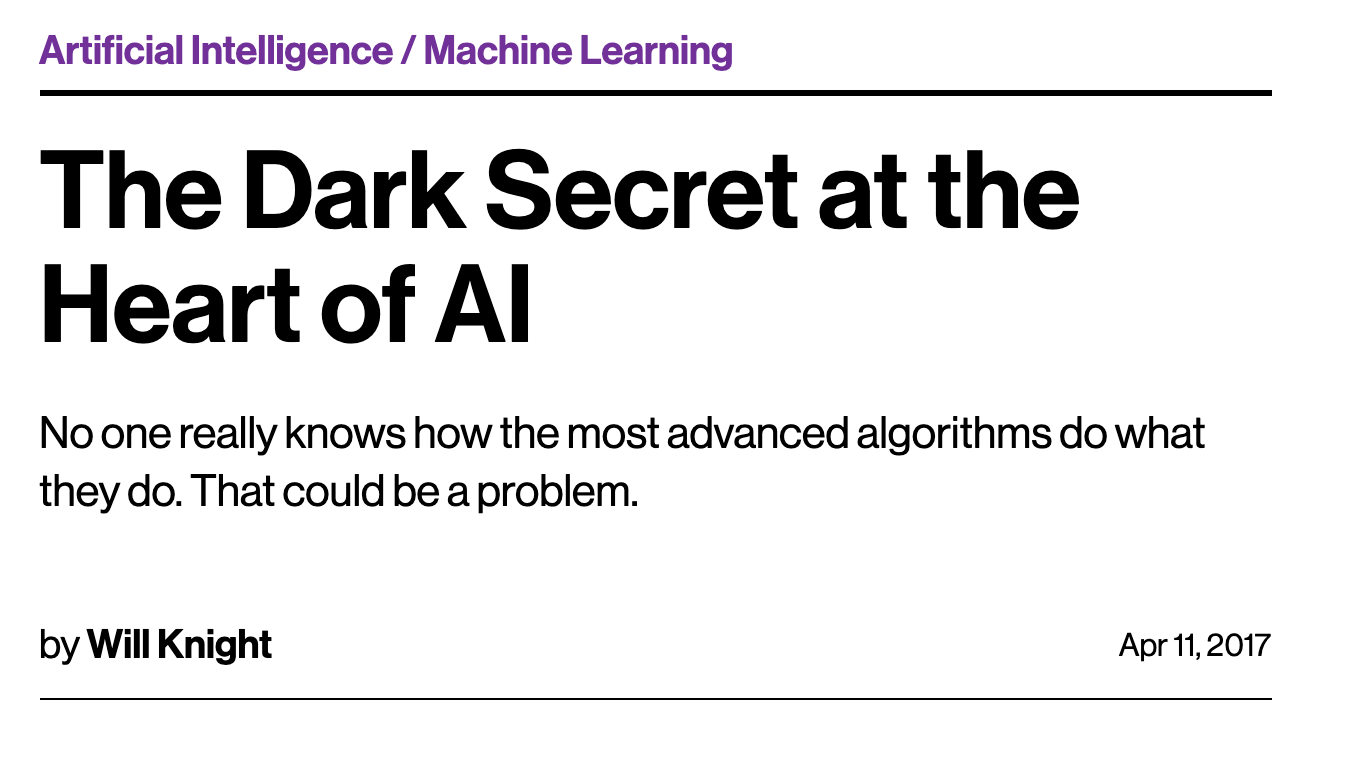 Artificial Intelligence / Machine Learning
The Dark Secret at the
Heart of AI
No one really knows how the most advanced algorithms do what
they do. That could be a problem.
by Will Knight
Apr 11, 2017